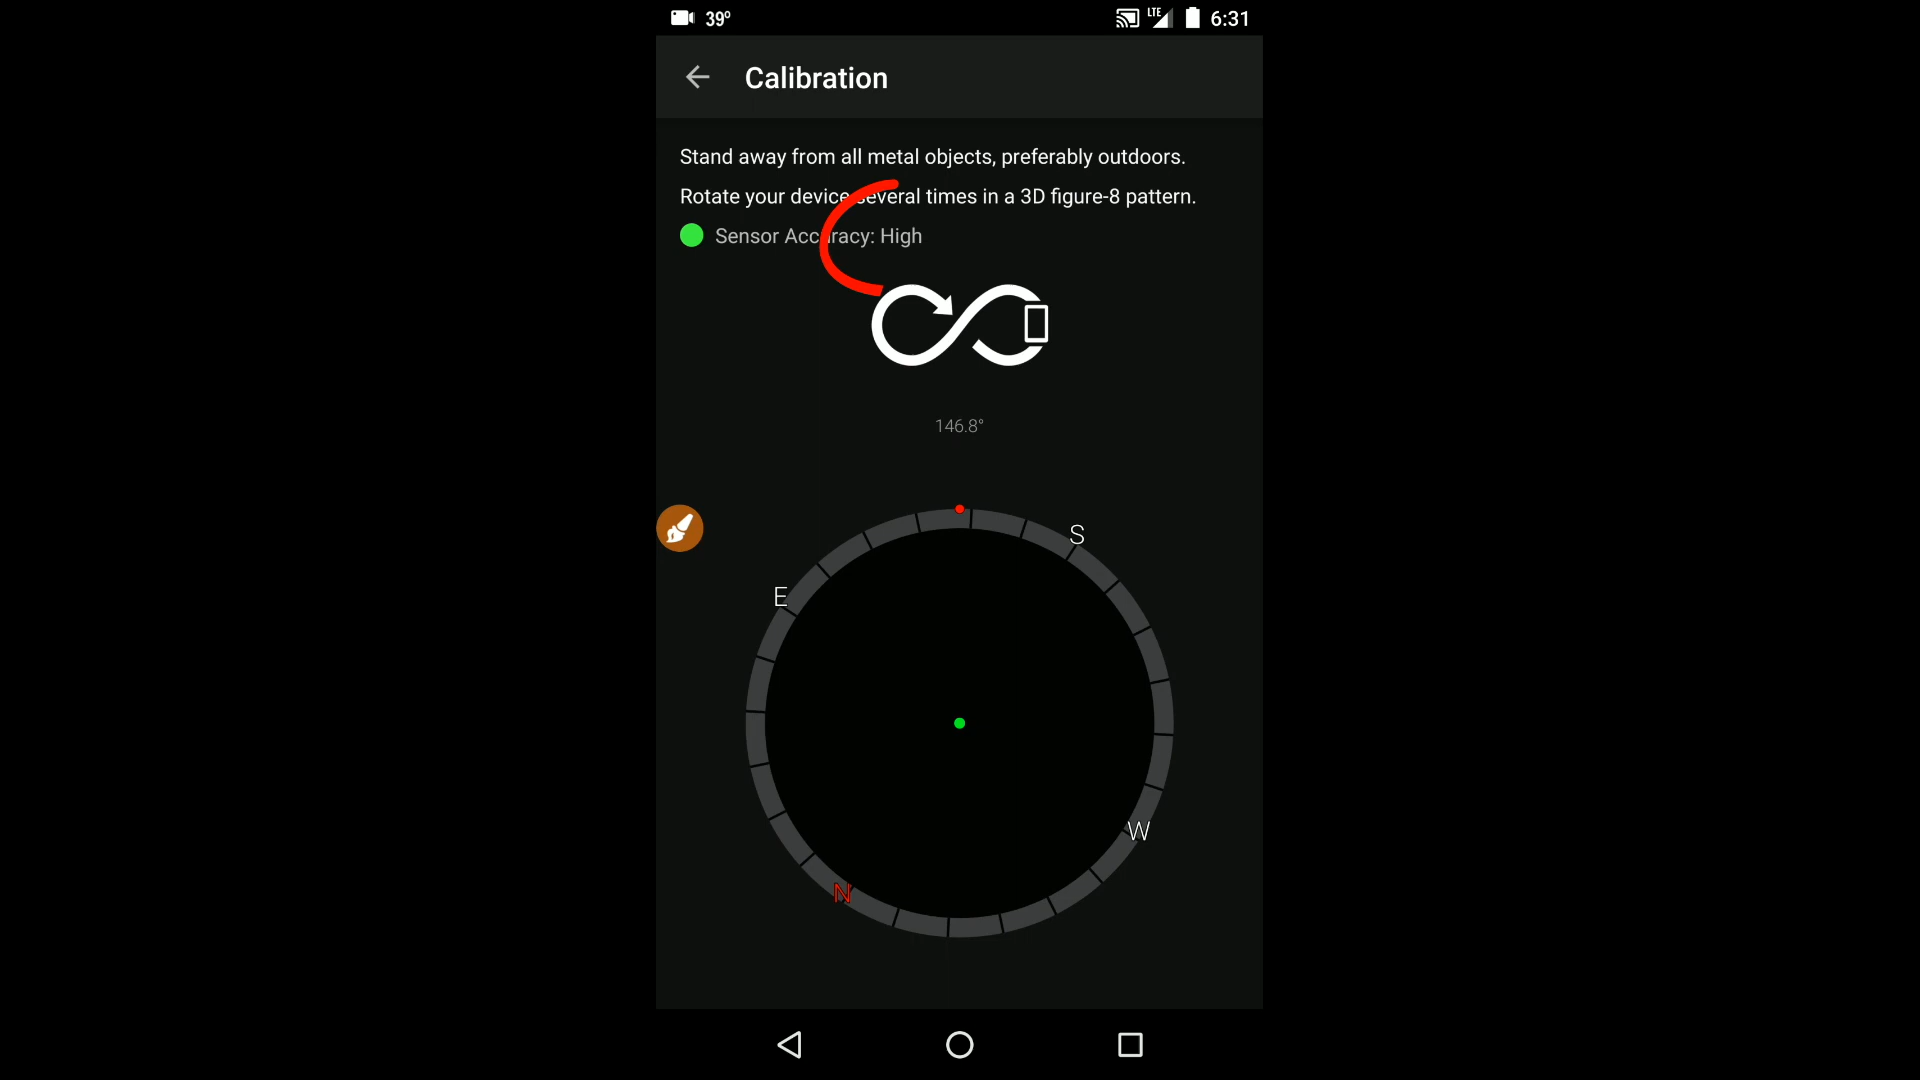 39° LTE 6:31
Calibration
Stand away from all metal objects, preferably outdoors.
Rotate your device several times in a 3D figure-8 pattern.
Sensor Accuracy: High
146.8°
S
E
W
N